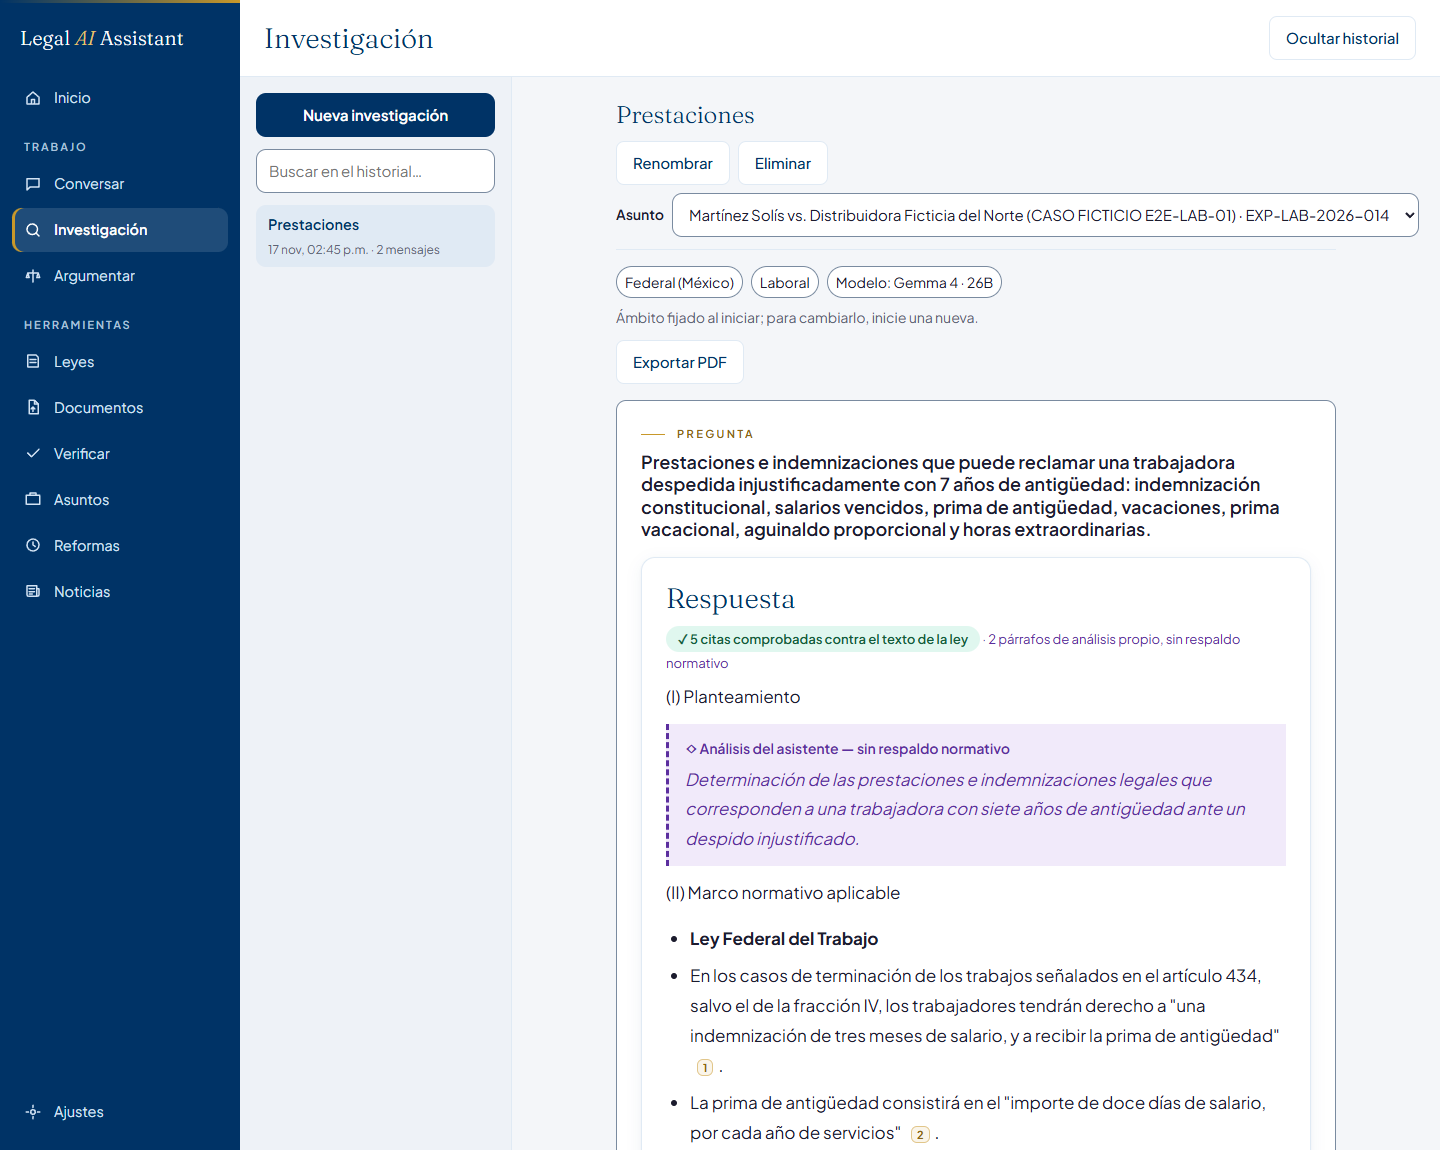 Legal AI Assistant
Inicio
TRABAJO
Conversar
Investigación
Argumentar
HERRAMIENTAS
Leyes
Documentos
Verificar
Asuntos
Reformas
Noticias
Ajustes
Investigación
Ocultar historial
Nueva investigación
Buscar en el historial…
Prestaciones
17 nov, 02:45 p.m. · 2 mensajes
Prestaciones
Renombrar
Eliminar
Asunto
Martínez Solís vs. Distribuidora Ficticia del Norte (CASO FICTICIO E2E-LAB-01) · EXP-LAB-2026-014
Federal (México)
Laboral
Modelo: Gemma 4 · 26B
Ámbito fijado al iniciar; para cambiarlo, inicie una nueva.
Exportar PDF
PREGUNTA
Prestaciones e indemnizaciones que puede reclamar una trabajadora
despedida injustificadamente con 7 años de antigüedad: indemnización
constitucional, salarios vencidos, prima de antigüedad, vacaciones, prima
vacacional, aguinaldo proporcional y horas extraordinarias.
Respuesta
✓ 5 citas comprobadas contra el texto de la ley · 2 párrafos de análisis propio, sin respaldo
normativo
(I) Planteamiento
◇ Análisis del asistente — sin respaldo normativo
Determinación de las prestaciones e indemnizaciones legales que
corresponden a una trabajadora con siete años de antigüedad ante un
despido injustificado.
(II) Marco normativo aplicable
• Ley Federal del Trabajo
• En los casos de terminación de los trabajos señalados en el artículo 434,
salvo el de la fracción IV, los trabajadores tendrán derecho a "una
indemnización de tres meses de salario, y a recibir la prima de antigüedad"
1 .
• La prima de antigüedad consistirá en el "importe de doce días de salario,
por cada año de servicios" 2 .